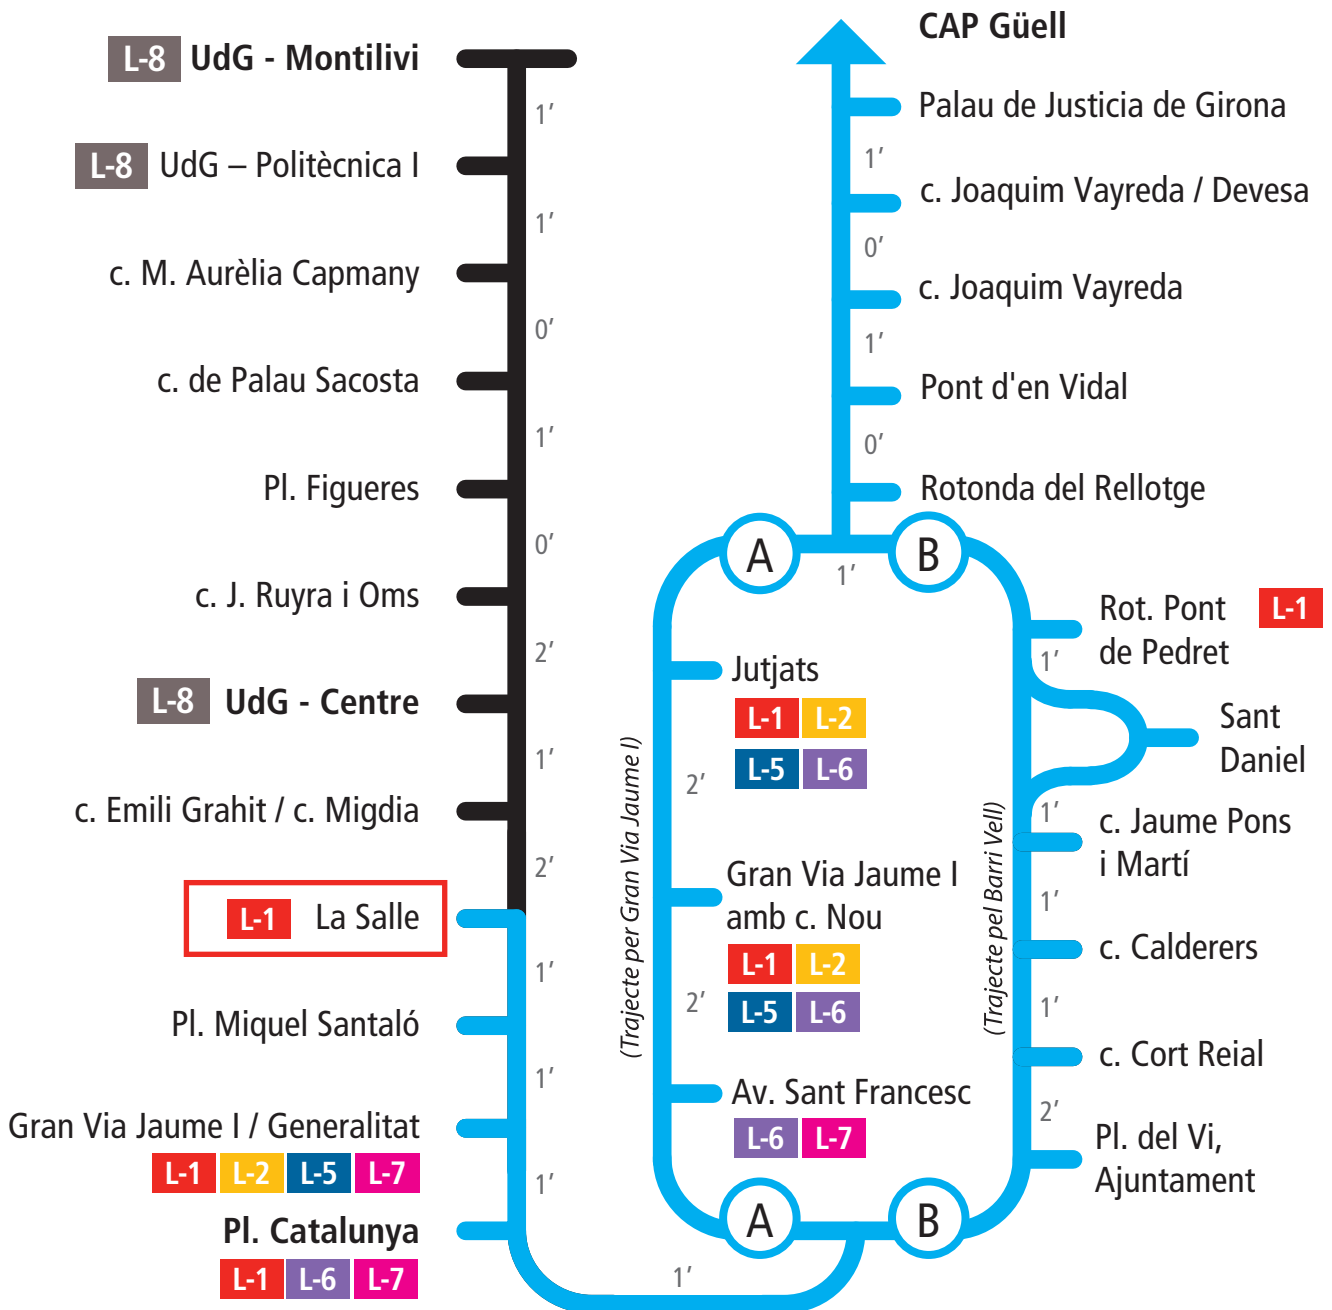 L-8 UdG - Montilivi
1′
L-8 UdG – Politècnica I
1′
c. M. Aurèlia Capmany
0′
c. de Palau Sacosta
1′
Pl. Figueres
0′
c. J. Ruyra i Oms
2′
L-8 UdG - Centre
1′
c. Emili Grahit / c. Migdia
2′
L-1 La Salle
1′
Pl. Miquel Santaló
1′
Gran Via Jaume I / Generalitat
L-1 L-2 L-5 L-7
1′
Pl. Catalunya
L-1 L-6 L-7
1′
CAP Güell
Palau de Justicia de Girona
1′
c. Joaquim Vayreda / Devesa
0′
c. Joaquim Vayreda
1′
Pont d'en Vidal
0′
Rotonda del Rellotge
A B
1′
(Trajecte per Gran Via Jaume I)
Jutjats
L-1 L-2
L-5 L-6
2′
Gran Via Jaume I
amb c. Nou
L-1 L-2
L-5 L-6
2′
Av. Sant Francesc
L-6 L-7
(Trajecte pel Barri Vell)
Rot. Pont L-1
de Pedret
1′
Sant
Daniel
1′
c. Jaume Pons
i Martí
1′
c. Calderers
1′
c. Cort Reial
2′
Pl. del Vi,
Ajuntament
A B